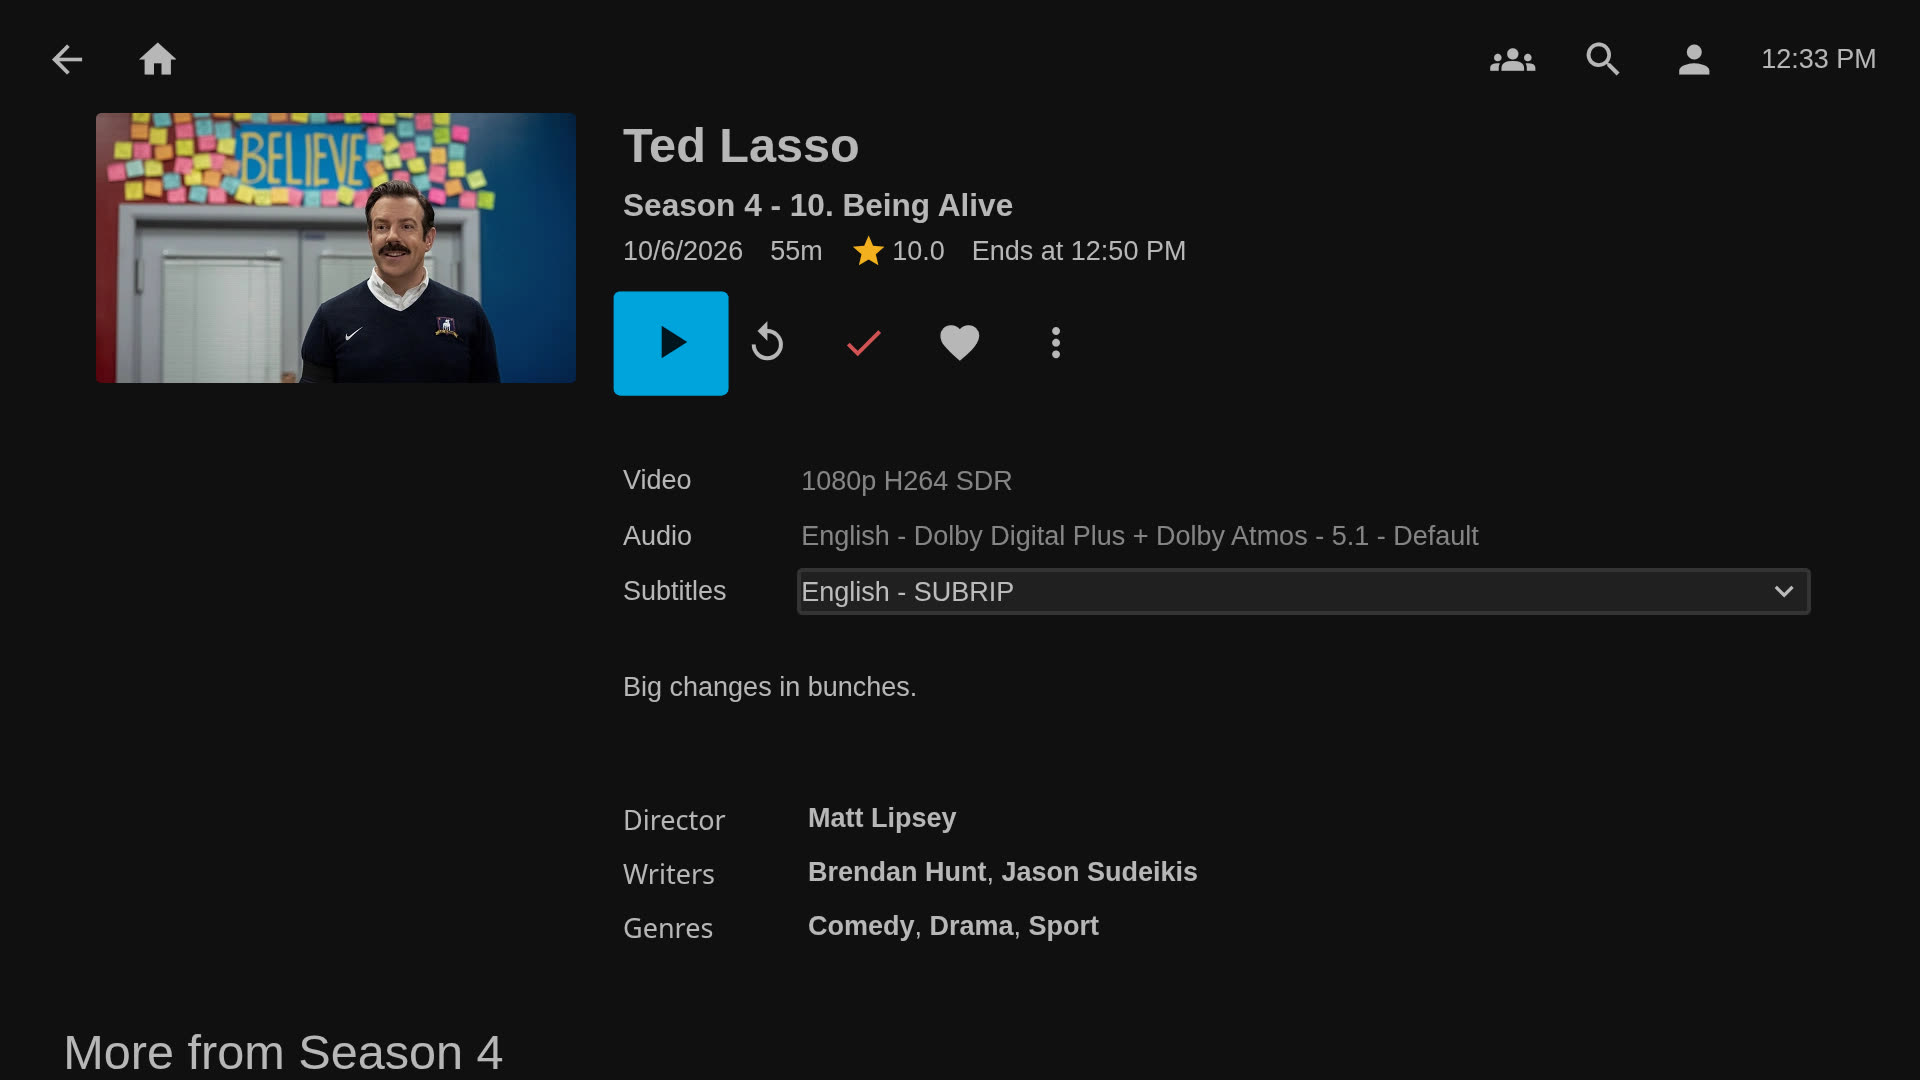 12:33 PM
BELIEVE
Ted Lasso
Season 4 - 10. Being Alive
10/6/2026 55m 10.0 Ends at 12:50 PM
Video 1080p H264 SDR
Audio English - Dolby Digital Plus + Dolby Atmos - 5.1 - Default
Subtitles English - SUBRIP
Big changes in bunches.
Director Matt Lipsey
Writers Brendan Hunt, Jason Sudeikis
Genres Comedy, Drama, Sport
More from Season 4